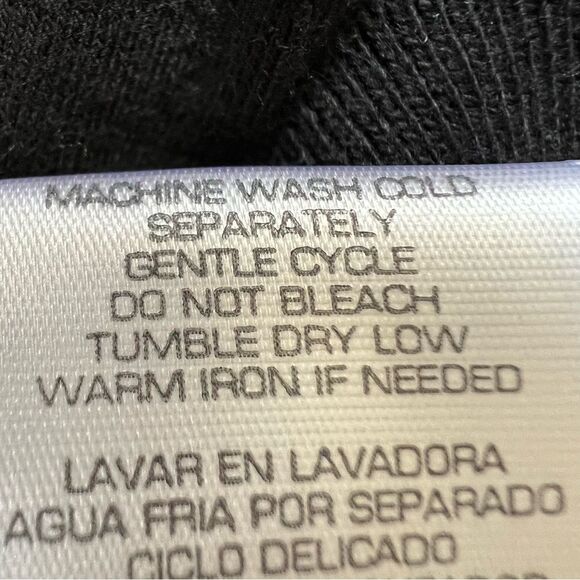 MACHINE WASH COLD
SEPARATELY
GENTLE CYCLE
DO NOT BLEACH
TUMBLE DRY LOW
WARM IRON IF NEEDED
LAVAR EN LAVADORA
AGUA FRIA POR SEPARADO
CICLO DELICADO